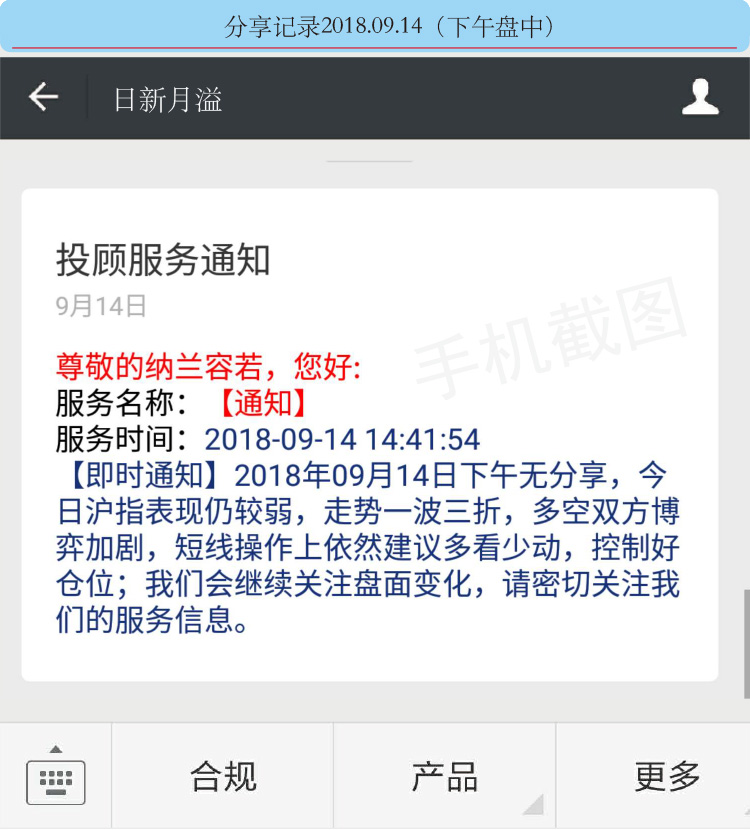 分享记录2018.09.14（下午盘中）
日新月溢
投顾服务通知
9月14日
手机截图
尊敬的纳兰容若，您好:
服务名称：【通知】
服务时间：2018-09-14 14:41:54
【即时通知】2018年09月14日下午无分享，今
日沪指表现仍较弱，走势一波三折，多空双方博
弈加剧，短线操作上依然建议多看少动，控制好
仓位；我们会继续关注盘面变化，请密切关注我
们的服务信息。
合规
产品
更多